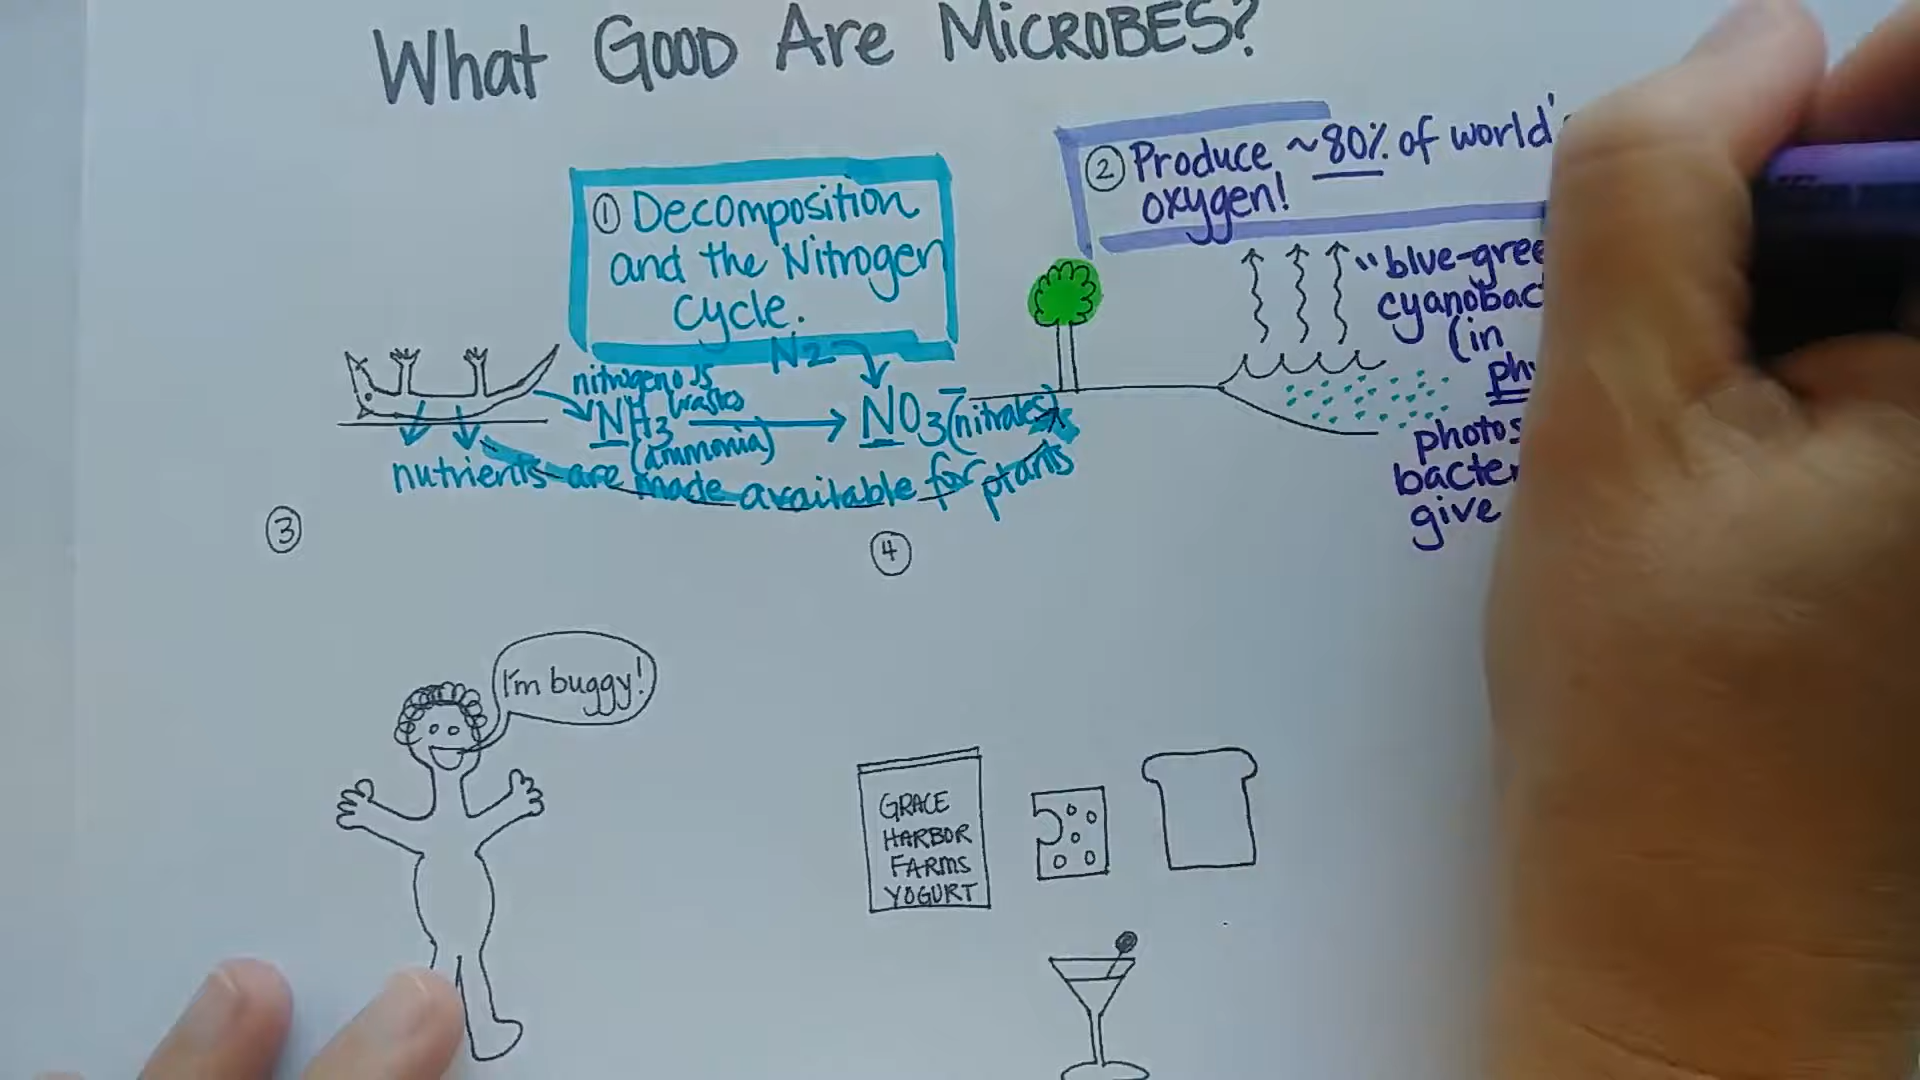 What GOOD ARe MiCROBES?
① Decomposition
and the Nitrogen
Cycle.
N2
nitrogenous
wastes
NH3
(ammonia)
NO3⁻ (nitrates)
nutrients are made available for plants
② Produce ~80% of world's
oxygen!
"blue-gree
cyanobac
(in
ph
photos
bacte
give
③
④
I'm buggy!
GRACE
HARBOR
FARMS
YOGURT